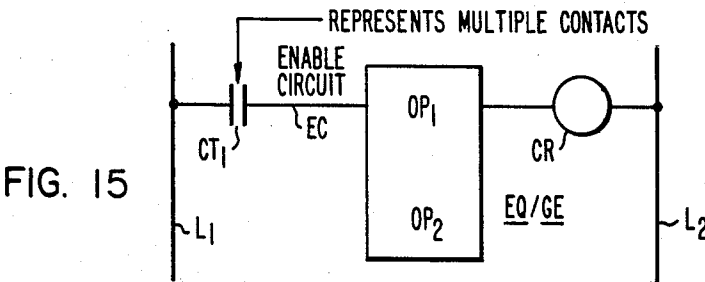 REPRESENTS MULTIPLE CONTACTS
ENABLE
CIRCUIT
EC
CT1
OP1
CR
FIG. 15
OP2
EQ/GE
L1
L2